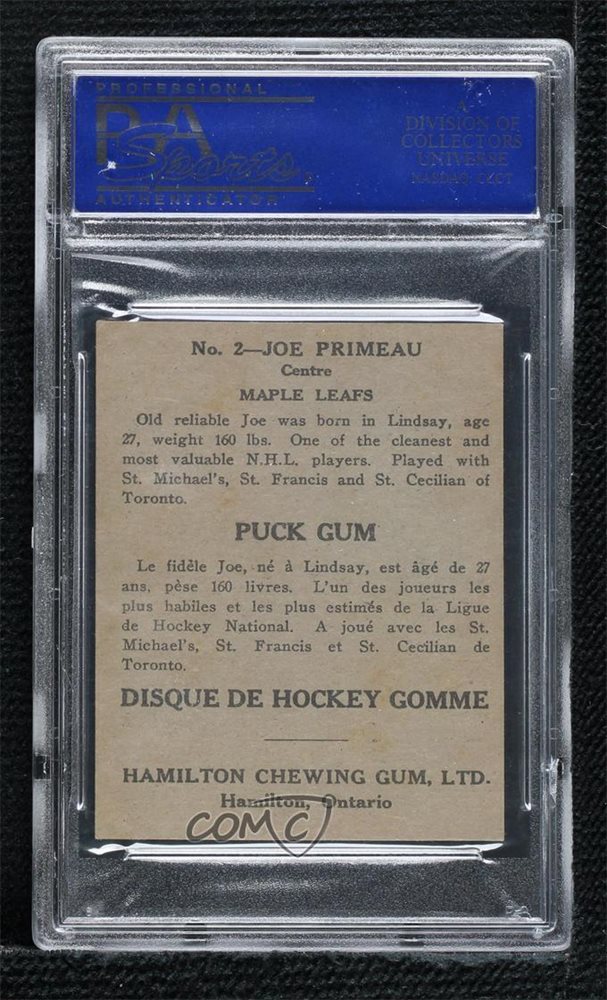 PROFESSIONAL
PSA
Sports
AUTHENTICATOR
A
DIVISION OF
COLLECTORS
UNIVERSE
NASDAQ: CLCT
No. 2—JOE PRIMEAU
Centre
MAPLE LEAFS
Old reliable Joe was born in Lindsay, age
27, weight 160 lbs. One of the cleanest and
most valuable N.H.L. players. Played with
St. Michael's, St. Francis and St. Cecilian of
Toronto.
PUCK GUM
Le fidèle Joe, né à Lindsay, est âgé de 27
ans, pèse 160 livres. L'un des joueurs les
plus habiles et les plus estimés de la Ligue
de Hockey National. A joué avec les St.
Michael's, St. Francis et St. Cecilian de
Toronto.
DISQUE DE HOCKEY GOMME
HAMILTON CHEWING GUM, LTD.
Hamilton, Ontario
COMC